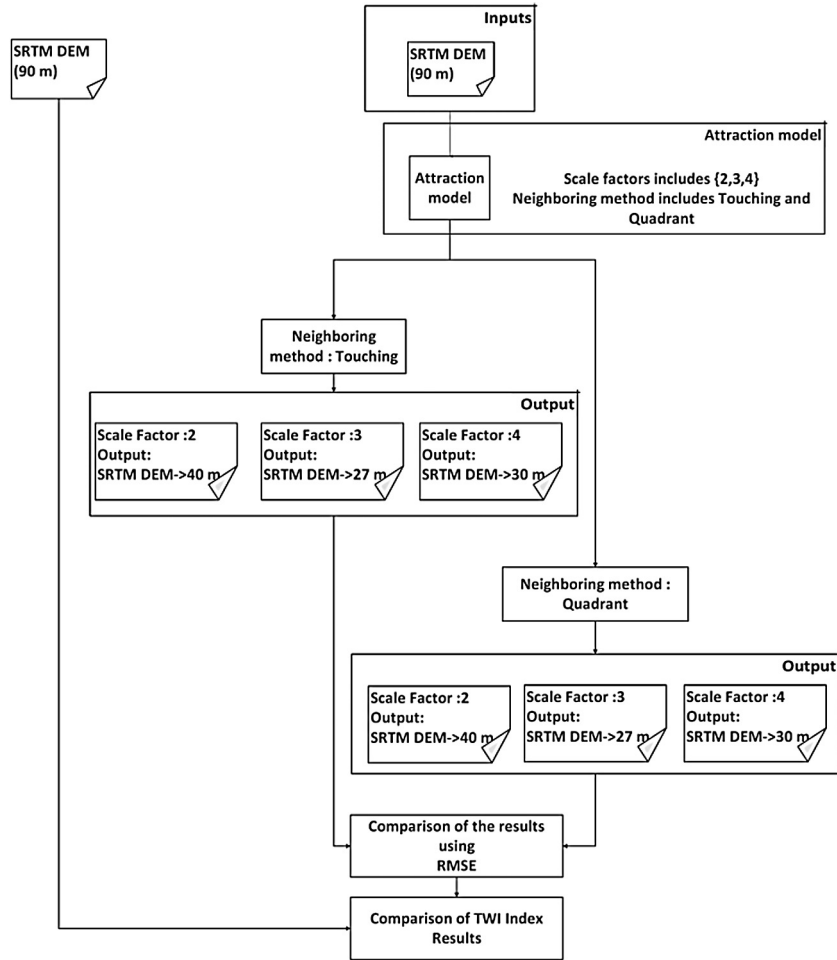 Inputs
SRTM DEM
(90 m)
SRTM DEM
(90 m)
Attraction model
Attraction
model
Scale factors includes {2,3,4}
Neighboring method includes Touching and
Quadrant
Neighboring
method : Touching
Output
Scale Factor :2
Output:
SRTM DEM->40 m
Scale Factor :3
Output:
SRTM DEM->27 m
Scale Factor :4
Output:
SRTM DEM->30 m
Neighboring method :
Quadrant
Output
Scale Factor :2
Output:
SRTM DEM->40 m
Scale Factor :3
Output:
SRTM DEM->27 m
Scale Factor :4
Output:
SRTM DEM->30 m
Comparison of the results
using
RMSE
Comparison of TWI Index
Results